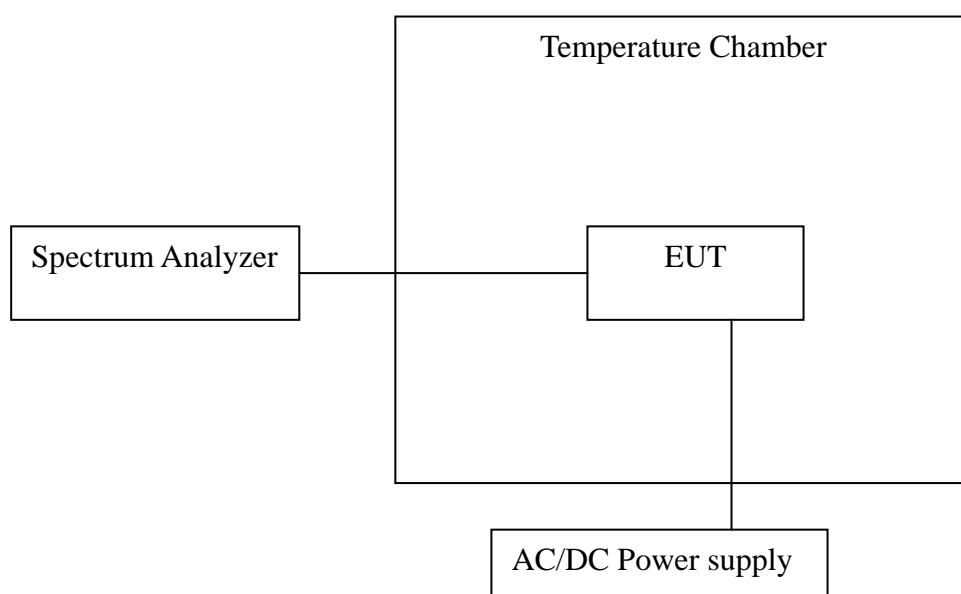 Temperature Chamber
Spectrum Analyzer
EUT
AC/DC Power supply